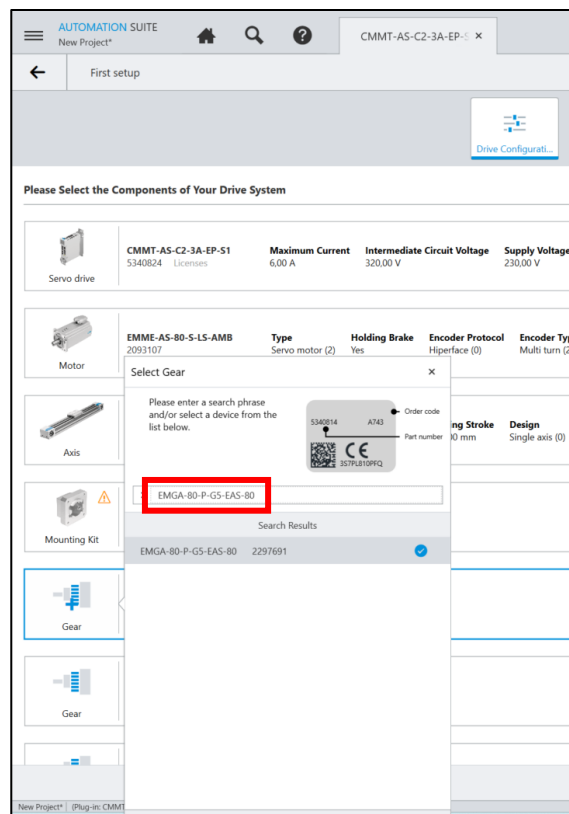 AUTOMATION SUITE
New Project*
CMMT-AS-C2-3A-EP-S ×
First setup
Drive Configurati...
Please Select the Components of Your Drive System
Servo drive
CMMT-AS-C2-3A-EP-S1
5340824 Licenses
Maximum Current
6,00 A
Intermediate Circuit Voltage
320,00 V
Supply Voltage
230,00 V
Motor
EMME-AS-80-S-LS-AMB
2093107
Type
Servo motor (2)
Holding Brake
Yes
Encoder Protocol
Hiperface (0)
Encoder Ty
Multi turn (2
Select Gear ×
Please enter a search phrase
and/or select a device from the
list below.
5340814 A743
Order code
Part number
CE
3S7PL810PFQ
EMGA-80-P-G5-EAS-80
Search Results
EMGA-80-P-G5-EAS-80 2297691
Axis
ng Stroke
00 mm
Design
Single axis (0)
Mounting Kit
Gear
Gear
New Project* (Plug-in: CMMT